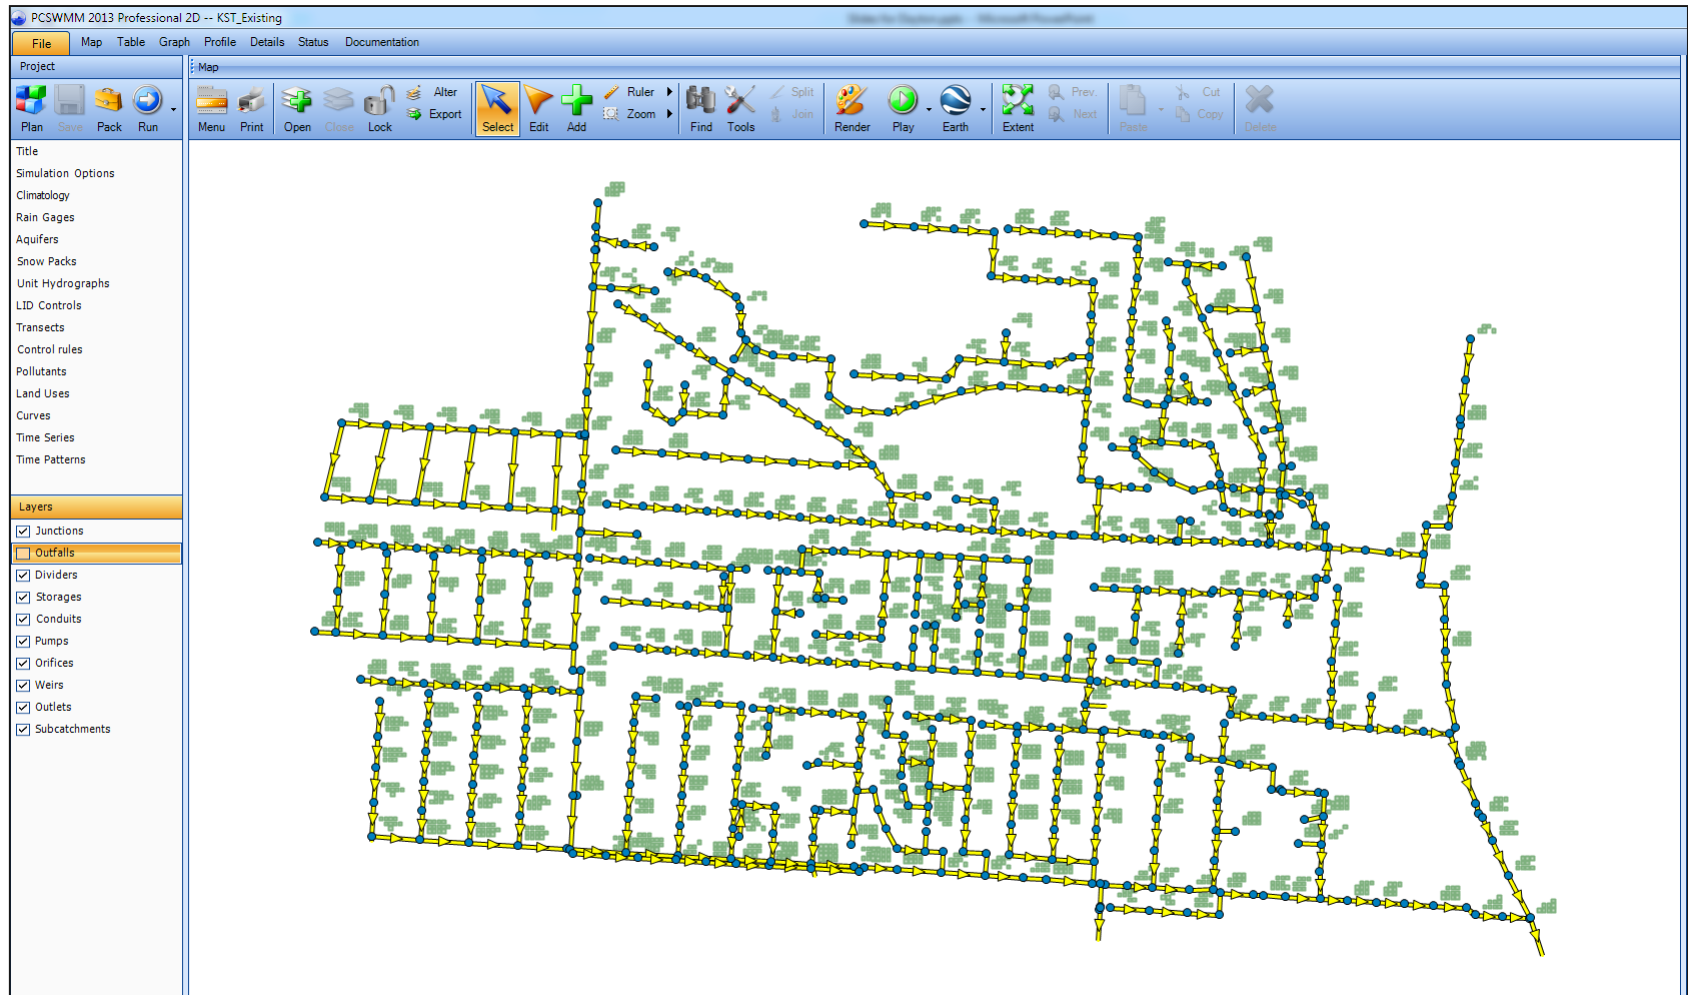 PCSWMM 2013 Professional 2D -- KST_Existing
File Map Table Graph Profile Details Status Documentation
Project
Map
Plan Save Pack Run
Menu Print Open Close Lock Alter Export Select Edit Add Ruler Zoom Find Tools Split Join Render Play Earth Extent Prev. Next Paste Cut Copy Delete
Title
Simulation Options
Climatology
Rain Gages
Aquifers
Snow Packs
Unit Hydrographs
LID Controls
Transects
Control rules
Pollutants
Land Uses
Curves
Time Series
Time Patterns
Layers
Junctions
Outfalls
Dividers
Storages
Conduits
Pumps
Orifices
Weirs
Outlets
Subcatchments